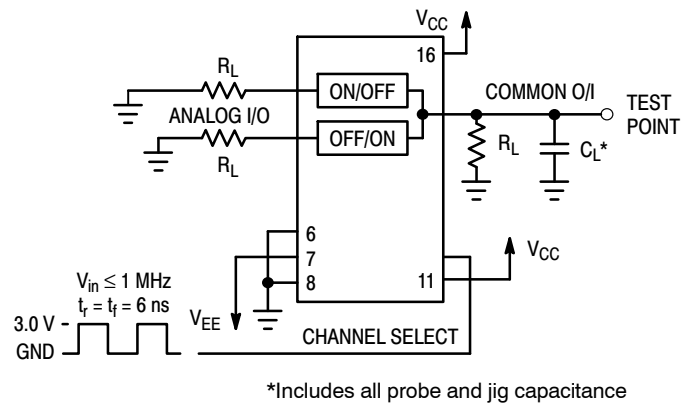 VCC
16
RL
ON/OFF
COMMON O/I
TEST
POINT
ANALOG I/O
OFF/ON
RL
RL
CL*
6
7
8
11
VCC
Vin ≤ 1 MHz
tr = tf = 6 ns
VEE
3.0 V
GND
CHANNEL SELECT
*Includes all probe and jig capacitance